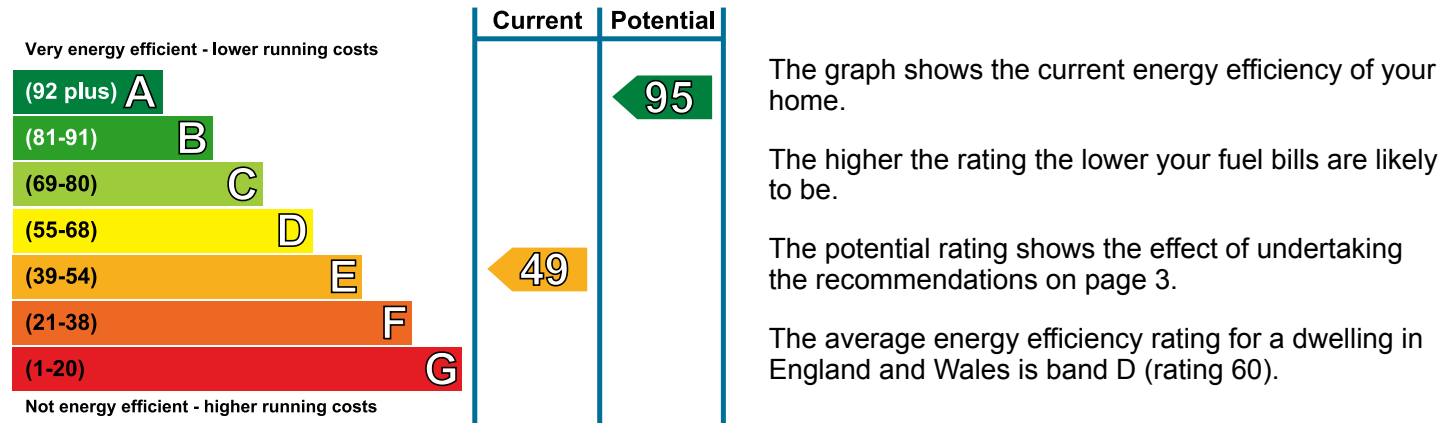 Current Potential
Very energy efficient - lower running costs
(92 plus) A
95
(81-91) B
(69-80) C
(55-68) D
(39-54) E
49
(21-38) F
(1-20) G
Not energy efficient - higher running costs
The graph shows the current energy efficiency of your
home.
The higher the rating the lower your fuel bills are likely
to be.
The potential rating shows the effect of undertaking
the recommendations on page 3.
The average energy efficiency rating for a dwelling in
England and Wales is band D (rating 60).